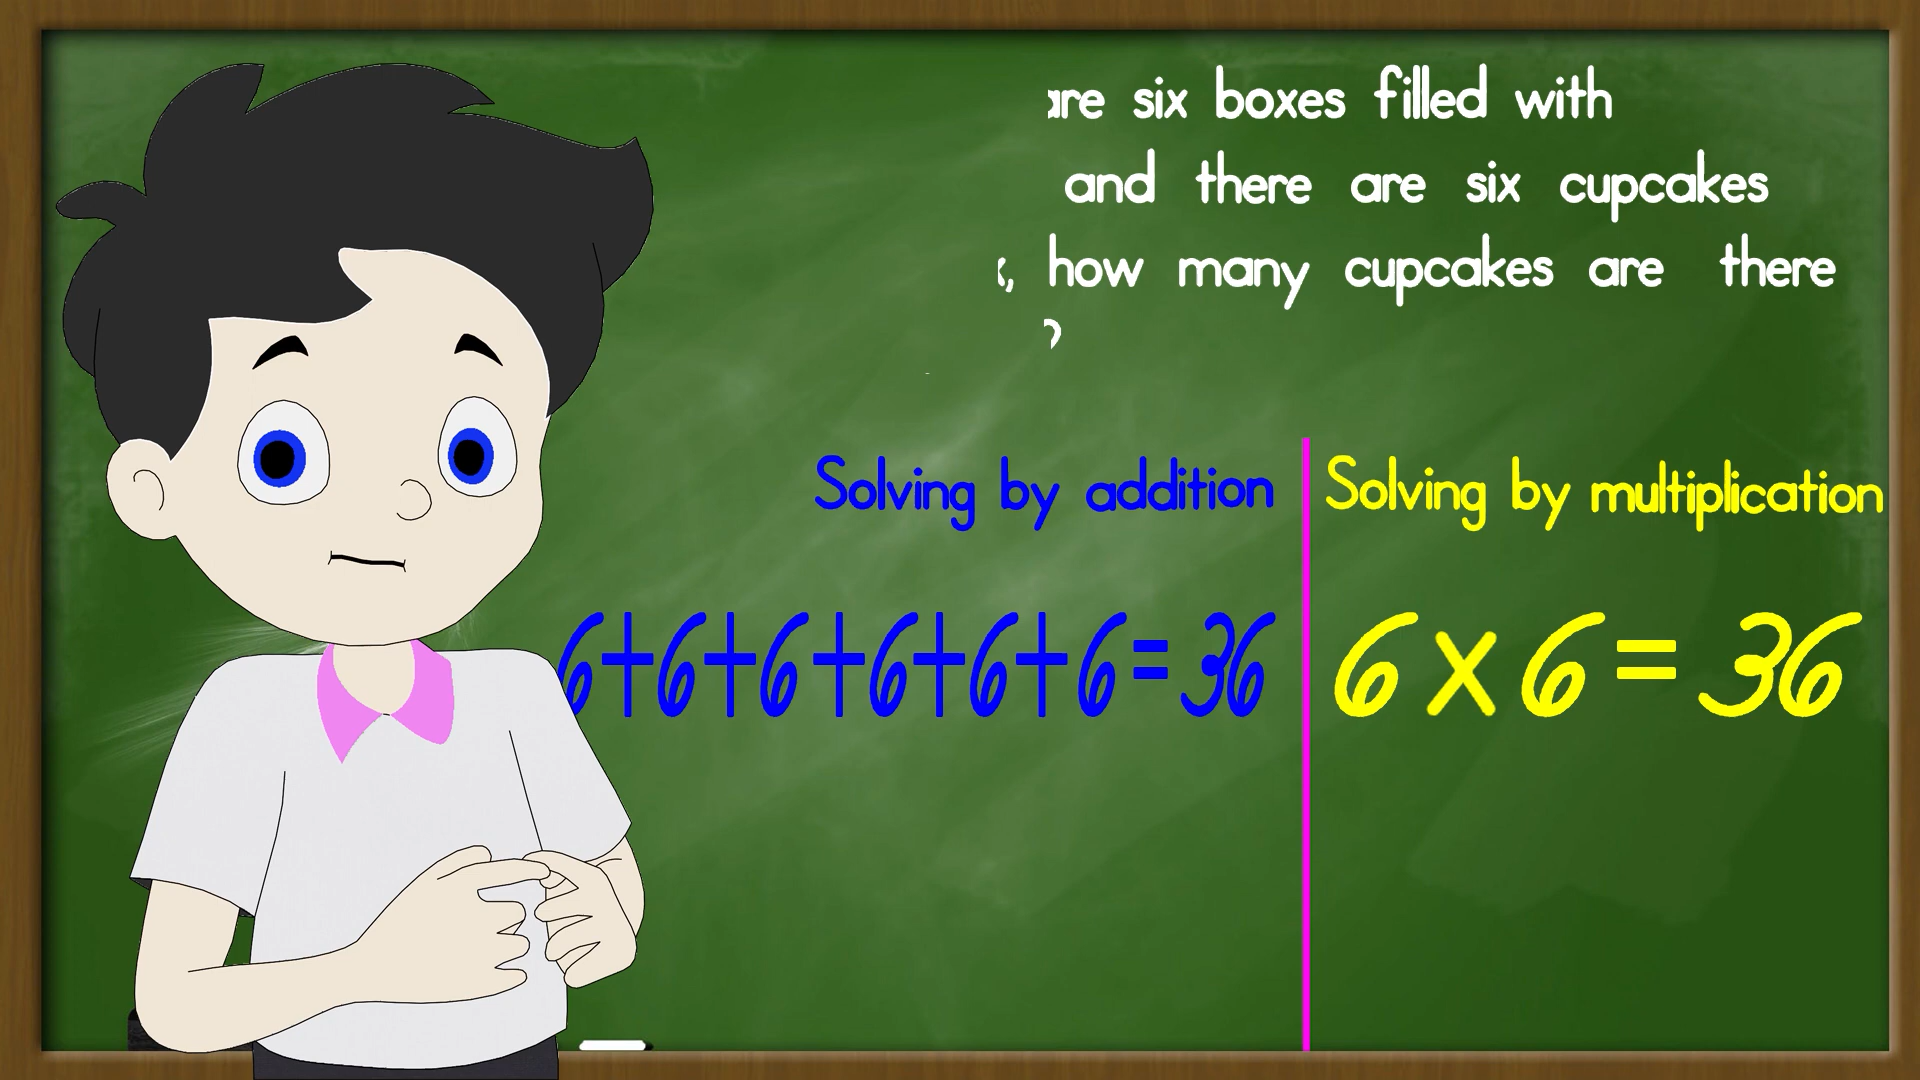 are six boxes filled with
and there are six cupcakes
, how many cupcakes are there
?
Solving by addition
Solving by multiplication
6+6+6+6+6+6=36
6 x 6 = 36